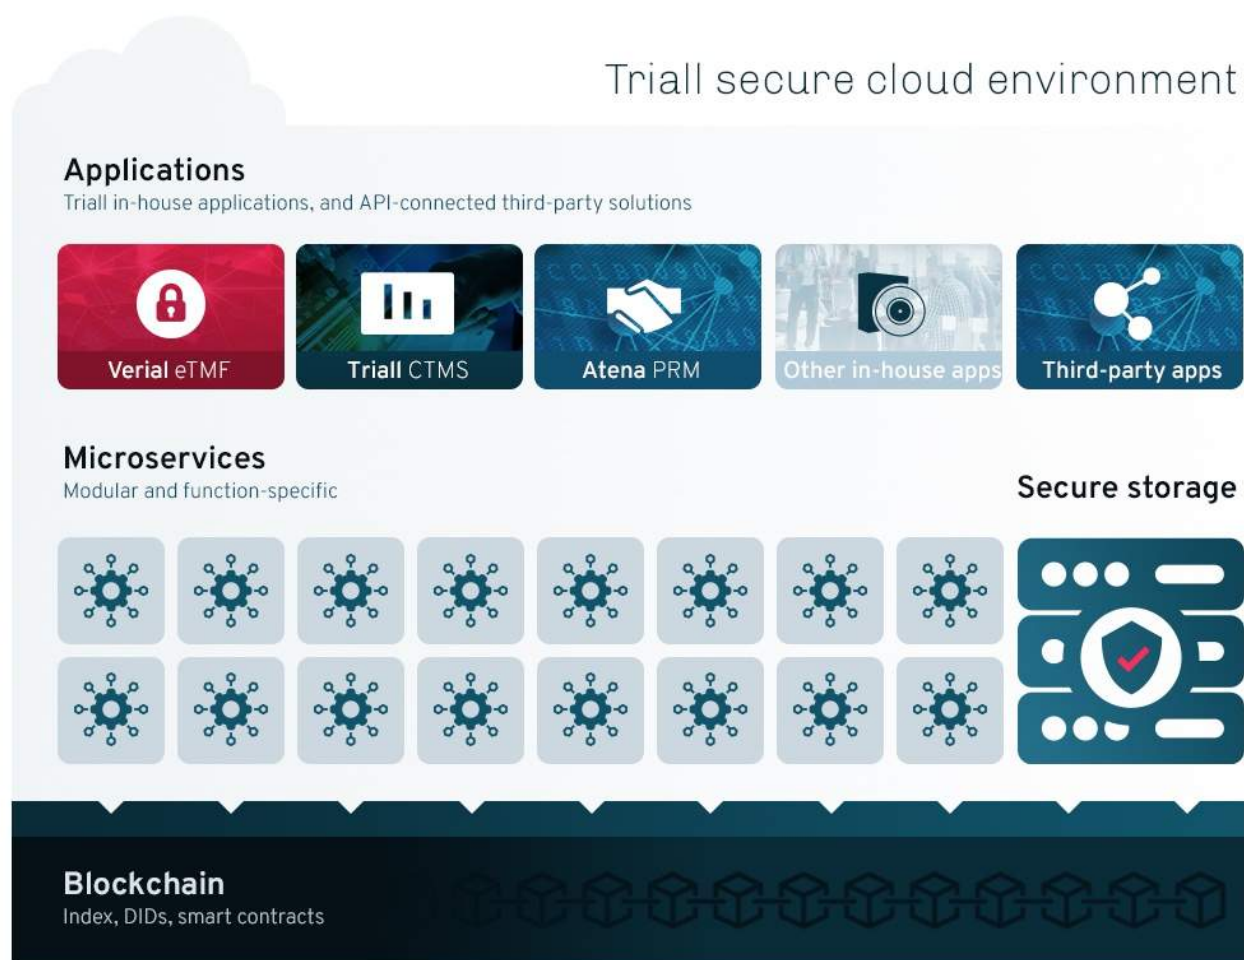 Triall secure cloud environment
Applications
Triall in-house applications, and API-connected third-party solutions
Verial eTMF
Triall CTMS
Atena PRM
Other in-house apps
Third-party apps
Microservices
Modular and function-specific
Secure storage
Blockchain
Index, DIDs, smart contracts